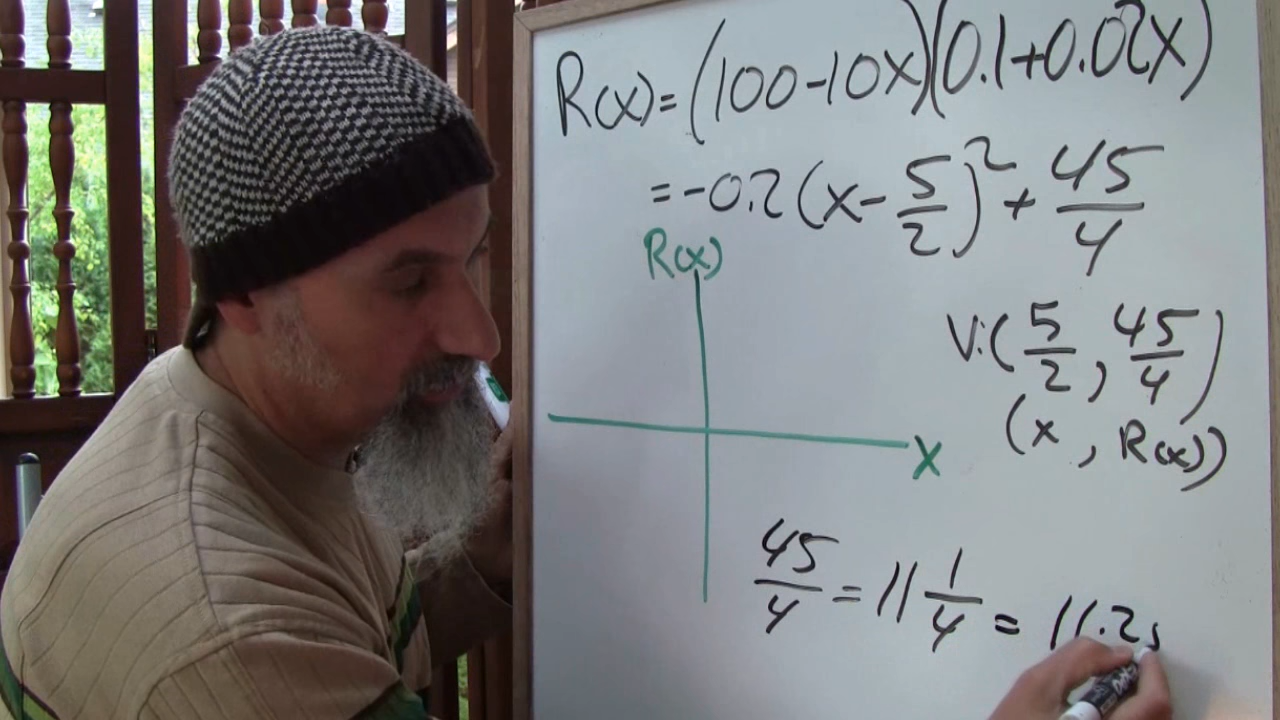 R(x)=(100-10x)(0.1+0.02x)
=-0.2(x-5/2)²+45/4
R(x)
V:(5/2, 45/4)
(x, R(x))
X
45/4=11 1/4=11.25